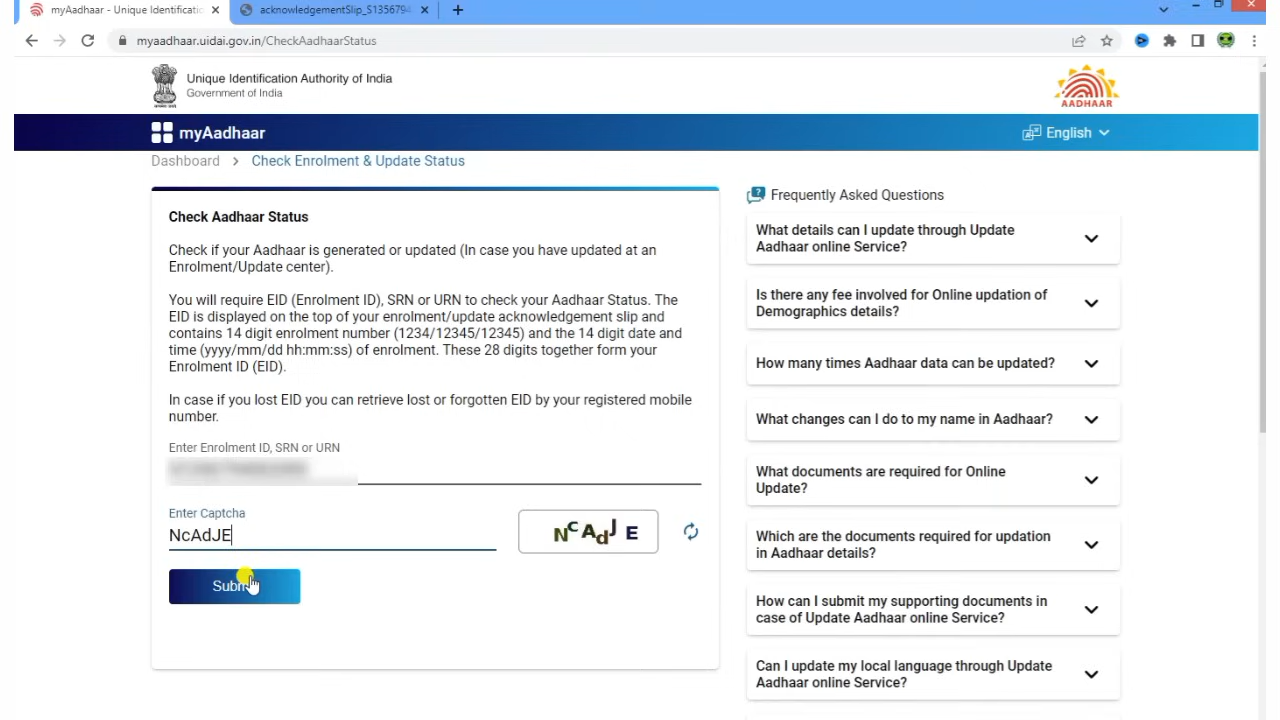 myAadhaar - Unique Identificatio
acknowledgementSlip_S1356794
myaadhaar.uidai.gov.in/CheckAadhaarStatus
Unique Identification Authority of India
Government of India
AADHAAR
myAadhaar
English
Dashboard > Check Enrolment & Update Status
Check Aadhaar Status
Check if your Aadhaar is generated or updated (In case you have updated at an
Enrolment/Update center).
You will require EID (Enrolment ID), SRN or URN to check your Aadhaar Status. The
EID is displayed on the top of your enrolment/update acknowledgement slip and
contains 14 digit enrolment number (1234/12345/12345) and the 14 digit date and
time (yyyy/mm/dd hh:mm:ss) of enrolment. These 28 digits together form your
Enrolment ID (EID).
In case if you lost EID you can retrieve lost or forgotten EID by your registered mobile
number.
Enter Enrolment ID, SRN or URN
Enter Captcha
NcAdJE
NcAdJE
Frequently Asked Questions
What details can I update through Update
Aadhaar online Service?
Is there any fee involved for Online updation of
Demographics details?
How many times Aadhaar data can be updated?
What changes can I do to my name in Aadhaar?
What documents are required for Online
Update?
Which are the documents required for updation
in Aadhaar details?
How can I submit my supporting documents in
case of Update Aadhaar online Service?
Can I update my local language through Update
Aadhaar online Service?